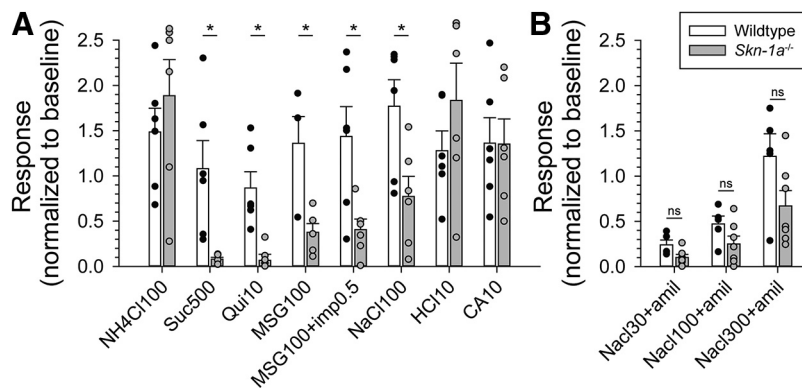 A
Response
(normalized to baseline)
2.5
2.0
1.5
1.0
0.5
0.0
* * * * *
NH4Cl100
Suc500
Qui10
MSG100
MSG100+imp0.5
NaCl100
HCl10
CA10
B
Wildtype
Skn-1a-/-
Response
(normalized to baseline)
2.5
2.0
1.5
1.0
0.5
0.0
ns
ns
ns
Nacl30+amil
Nacl100+amil
Nacl300+amil